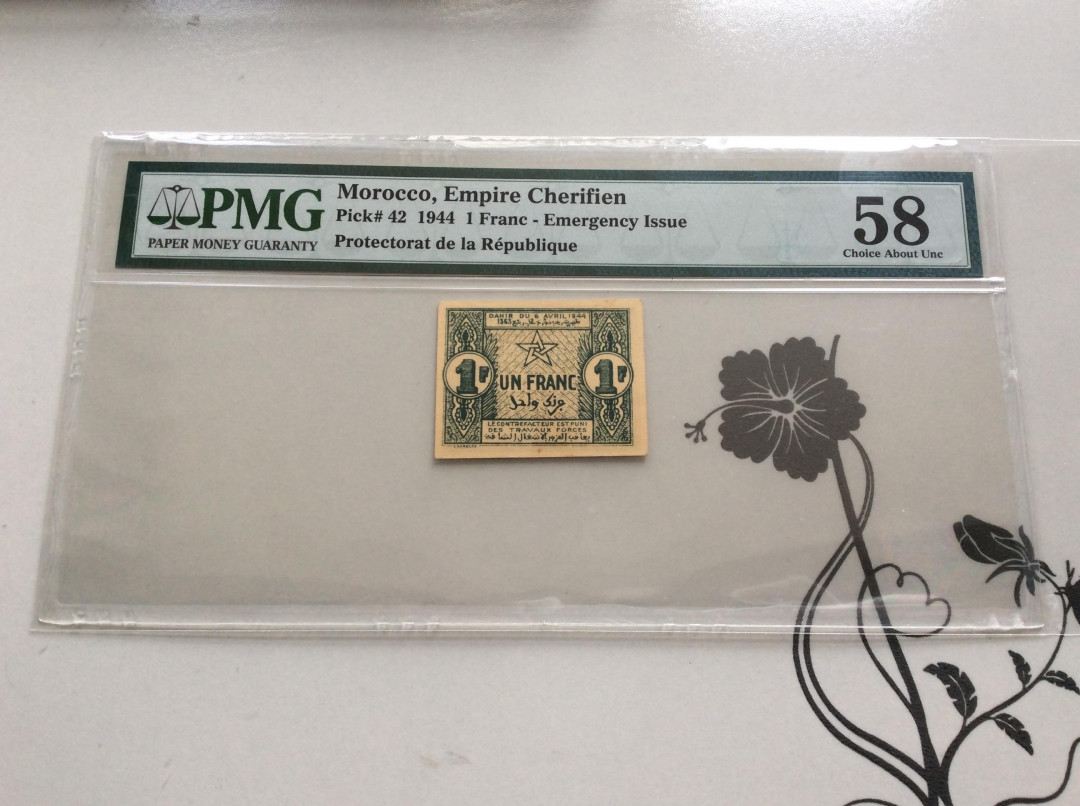 PMG
PAPER MONEY GUARANTY
Morocco, Empire Cherifien
Pick# 42 1944 1 Franc - Emergency Issue
Protectorat de la République
58
Choice About Unc
DAHIR DU 6 AVRIL 1944
1363
1F
1F
UN FRANC
LE CONTREFACTEUR EST PUNI
DES TRAVAUX FORCES